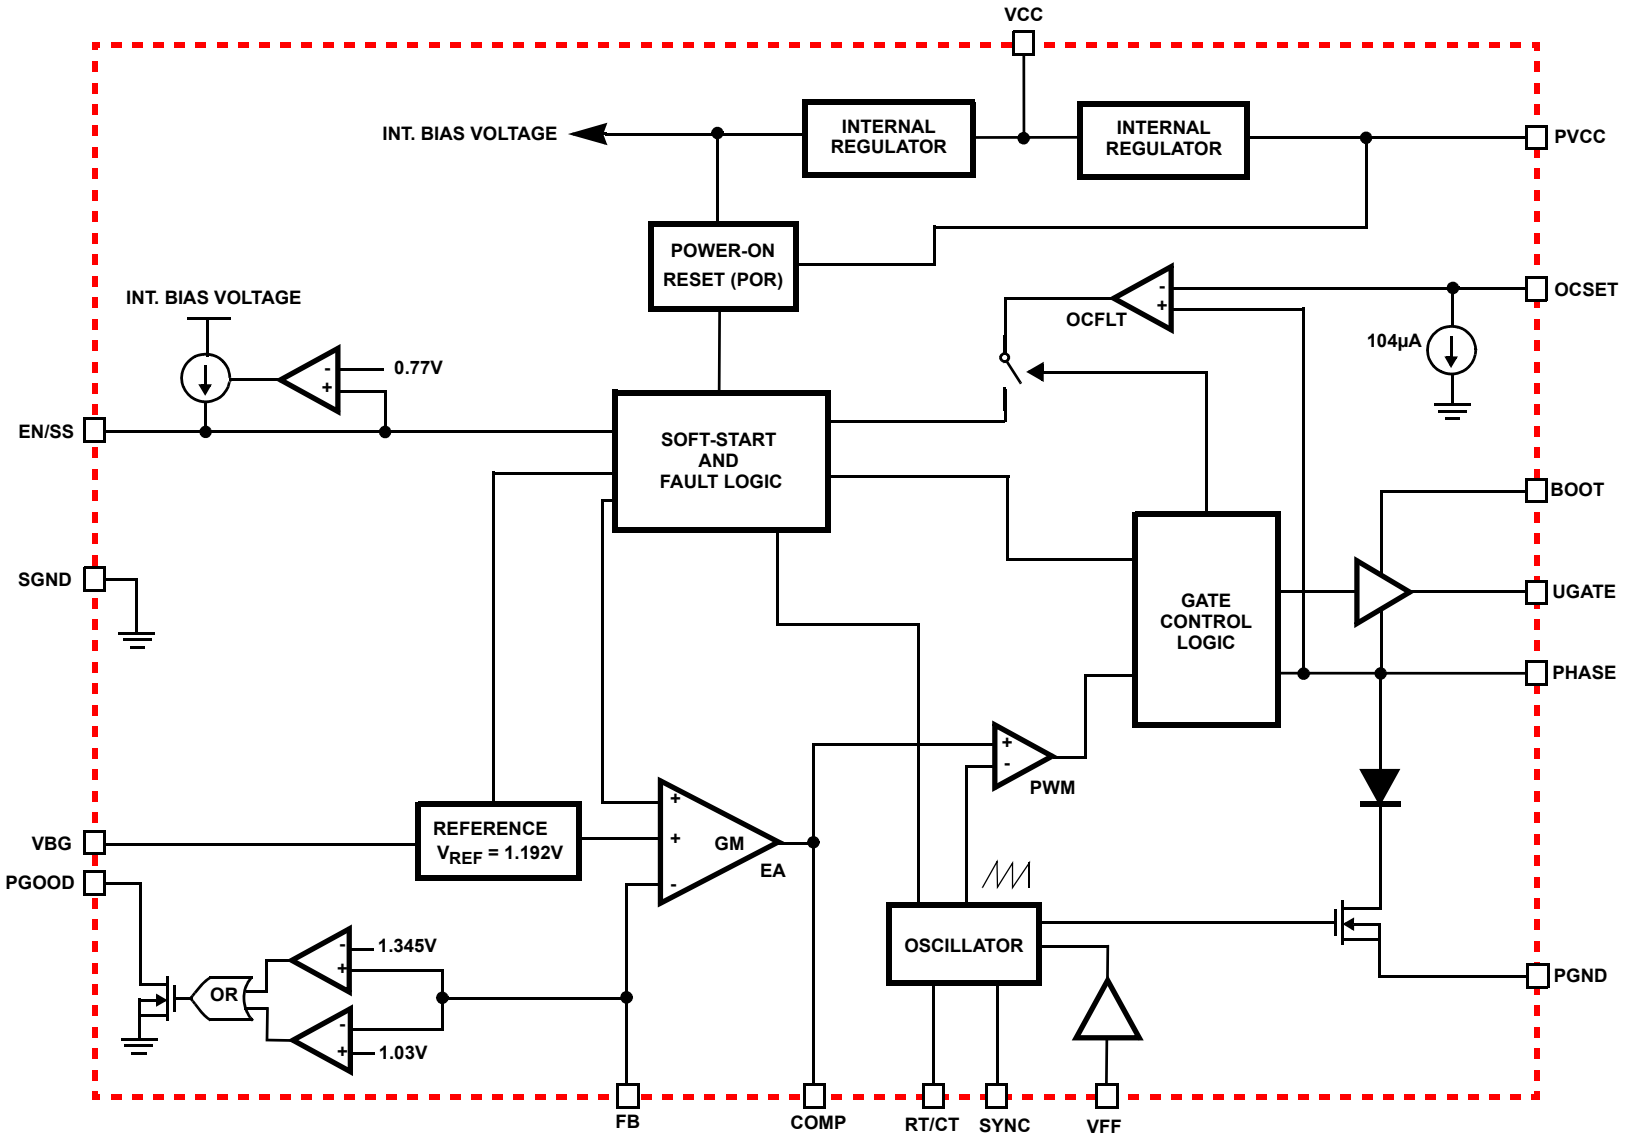 VCC
INT. BIAS VOLTAGE
INTERNAL
REGULATOR
INTERNAL
REGULATOR
PVCC
POWER-ON
RESET (POR)
INT. BIAS VOLTAGE
-
+
OCFLT
OCSET
104µA
-
+
0.77V
EN/SS
SOFT-START
AND
FAULT LOGIC
BOOT
SGND
GATE
CONTROL
LOGIC
UGATE
PHASE
+
-
PWM
VBG
REFERENCE
VREF = 1.192V
+
+
-
GM
EA
PGOOD
OSCILLATOR
-
+
1.345V
OR
-
+
1.03V
PGND
FB
COMP
RT/CT
SYNC
VFF